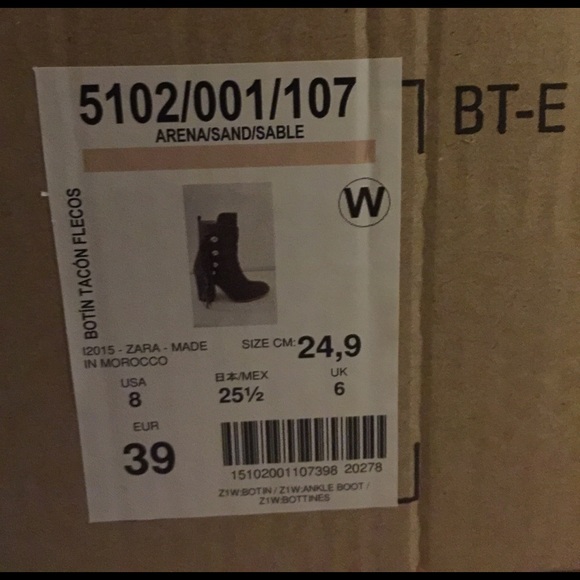 5102/001/107
ARENA/SAND/SABLE
BT-E
W
BOTÍN TACÓN FLECOS
I2015 - ZARA - MADE
IN MOROCCO
SIZE CM: 24,9
USA
8
日本/MEX
25½
UK
6
EUR
39
15102001107398 20278
Z1W:BOTIN / Z1W:ANKLE BOOT /
Z1W:BOTTINES